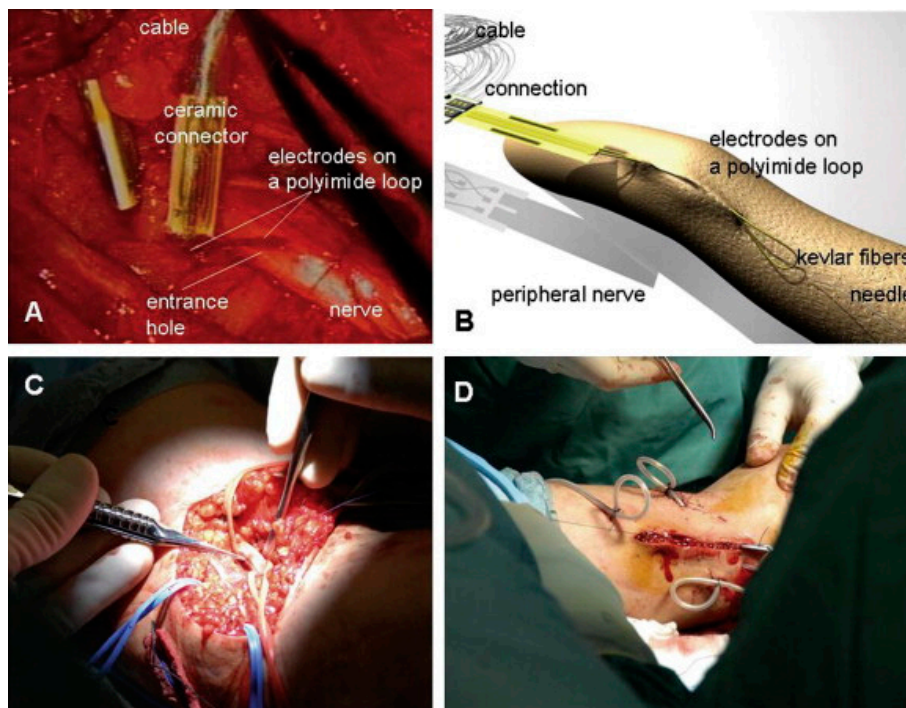 cable
ceramic
connector
electrodes on
a polyimide loop
entrance
hole
nerve
A
cable
connection
electrodes on
a polyimide loop
kevlar fibers
peripheral nerve
needle
B
C
D